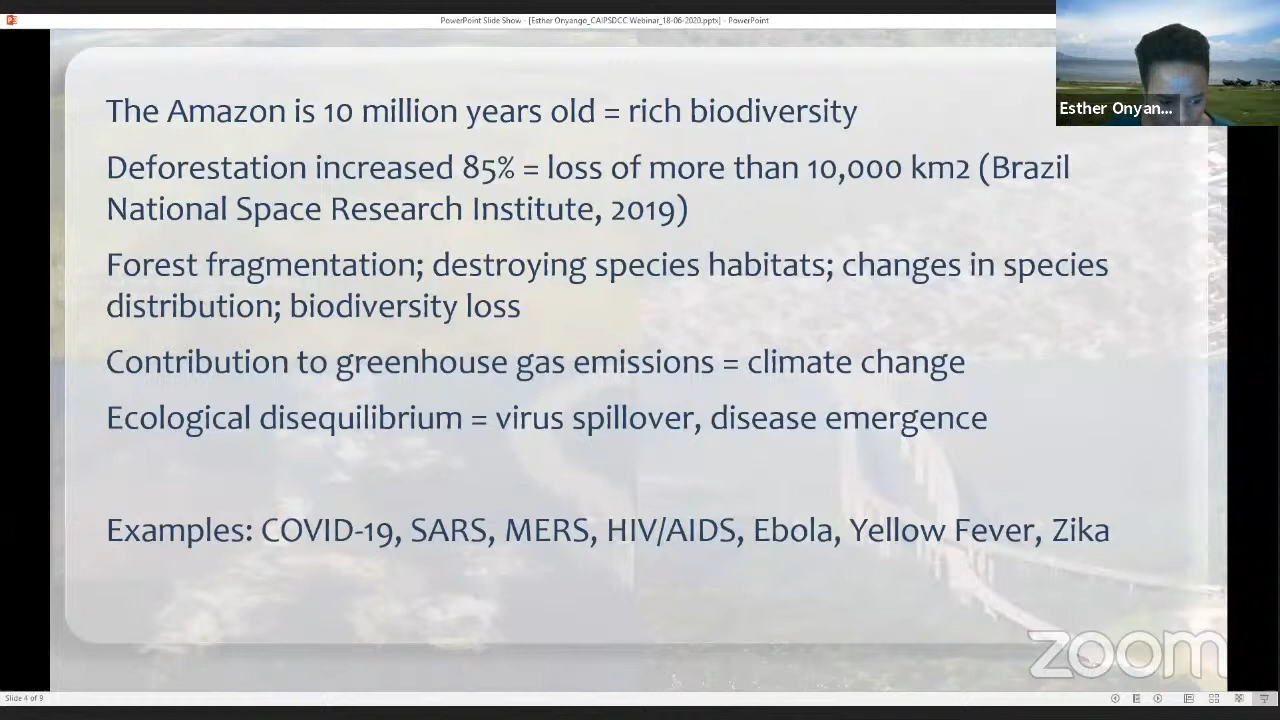 PowerPoint Slide Show - [Esther Onyango_CAIPSDCC Webinar_18-06-2020.pptx] - PowerPoint
Esther Onyan...
The Amazon is 10 million years old = rich biodiversity
Deforestation increased 85% = loss of more than 10,000 km2 (Brazil
National Space Research Institute, 2019)
Forest fragmentation; destroying species habitats; changes in species
distribution; biodiversity loss
Contribution to greenhouse gas emissions = climate change
Ecological disequilibrium = virus spillover, disease emergence
Examples: COVID-19, SARS, MERS, HIV/AIDS, Ebola, Yellow Fever, Zika
zoom
Slide 4 of 9